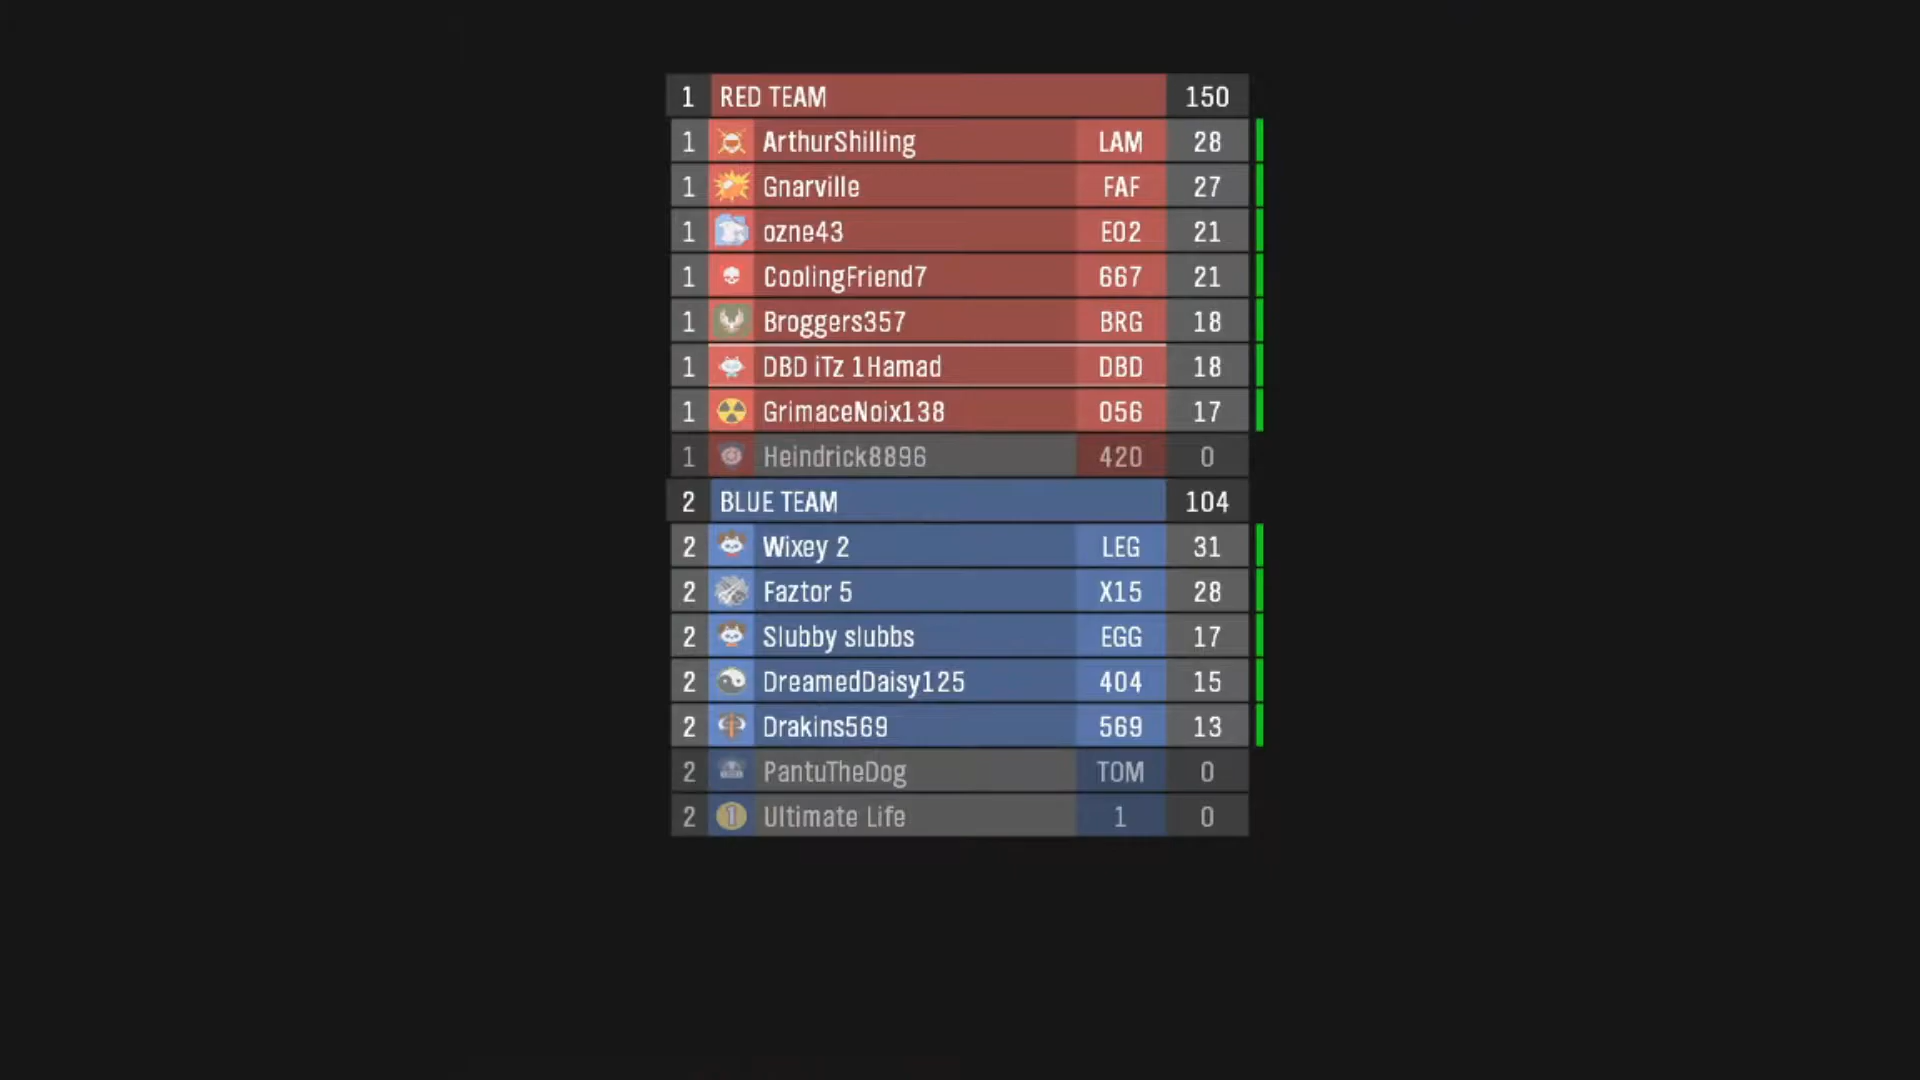 1 RED TEAM 150
1 ArthurShilling LAM 28
1 Gnarville FAF 27
1 ozne43 EO2 21
1 CoolingFriend7 667 21
1 Broggers357 BRG 18
1 DBD iTz 1Hamad DBD 18
1 GrimaceNoix138 056 17
1 Heindrick8896 420 0
2 BLUE TEAM 104
2 Wixey 2 LEG 31
2 Faztor 5 X15 28
2 Slubby slubbs EGG 17
2 DreamedDaisy125 404 15
2 Drakins569 569 13
2 PantuTheDog TOM 0
2 1 Ultimate Life 1 0